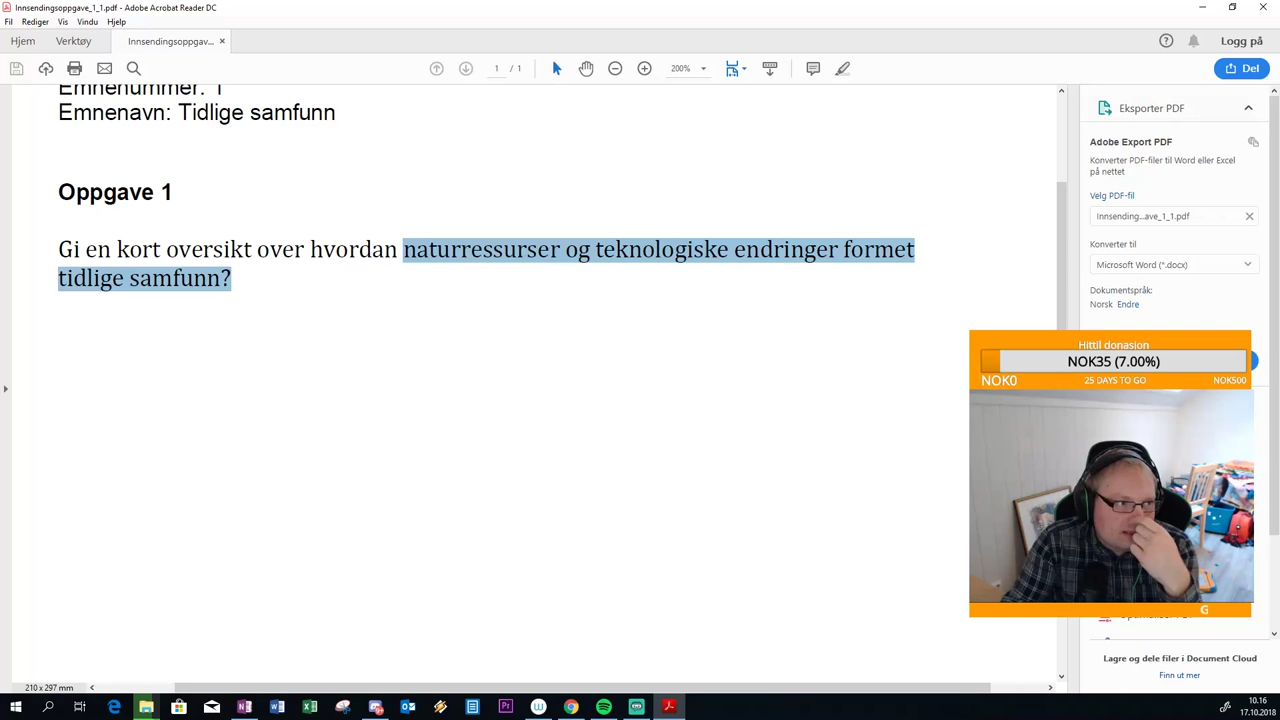 Innsendingsoppgave_1_1.pdf - Adobe Acrobat Reader DC
Fil Rediger Vis Vindu Hjelp
Hjem Verktøy Innsendingsoppgav... × Logg på
1 / 1 200% Del
Emnenummer: 1
Emnenavn: Tidlige samfunn
Oppgave 1
Gi en kort oversikt over hvordan naturressurser og teknologiske endringer formet
tidlige samfunn?
Eksporter PDF
Adobe Export PDF
Konverter PDF-filer til Word eller Excel
på nettet
Velg PDF-fil
Innsending...ave_1_1.pdf
Konverter til
Microsoft Word (*.docx)
Dokumentspråk:
Norsk Endre
Hittil donasjon
NOK35 (7.00%)
NOK0 25 DAYS TO GO NOK500
G
Lagre og dele filer i Document Cloud
Finn ut mer
210 x 297 mm
10.16
17.10.2018